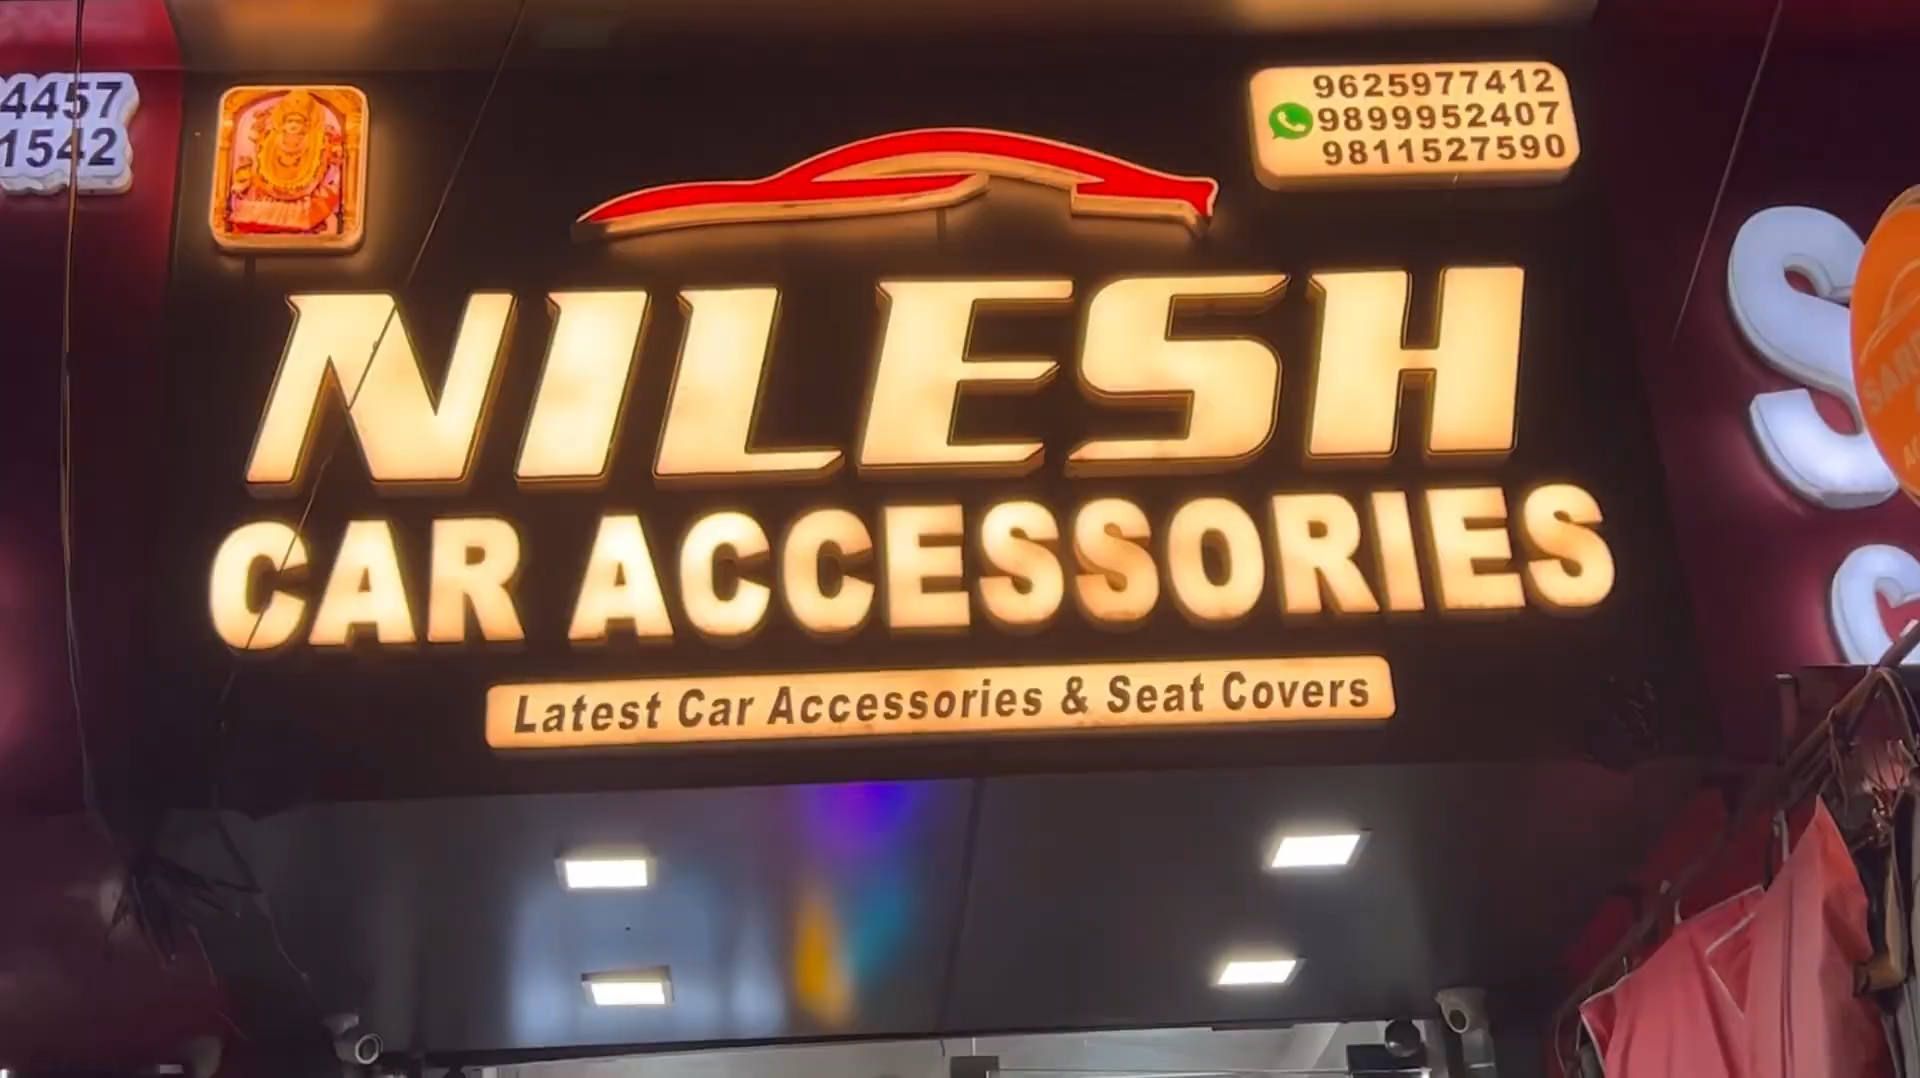 4457
1542
9625977412
9899952407
9811527590
NILESH
CAR ACCESSORIES
Latest Car Accessories & Seat Covers